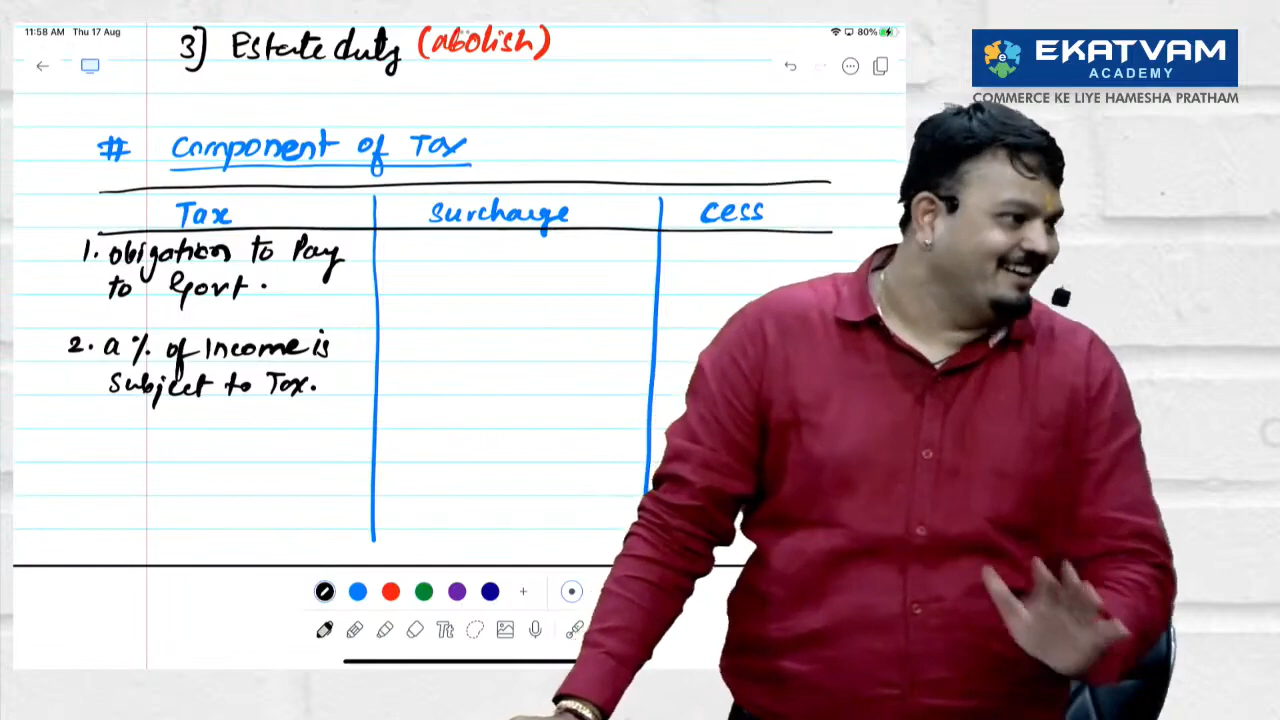 11:58 AM Thu 17 Aug
80%
3] Estate duty (abolish)
EKATVAM
ACADEMY
COMMERCE KE LIYE HAMESHA PRATHAM
# Component of Tax
Tax Surcharge Cess
1. obligation to Pay
to Govt.
2. a % of Income is
Subject to Tax.
Tt